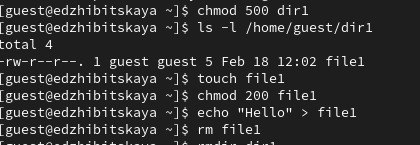 [guest@edzhibitskaya ~]$ chmod 500 dir1
[guest@edzhibitskaya ~]$ ls -l /home/guest/dir1
total 4
-rw-r--r--. 1 guest guest 5 Feb 18 12:02 file1
[guest@edzhibitskaya ~]$ touch file1
[guest@edzhibitskaya ~]$ chmod 200 file1
[guest@edzhibitskaya ~]$ echo "Hello" > file1
[guest@edzhibitskaya ~]$ rm file1
[guest@edzhibitskaya ~]$ rmdir dir1